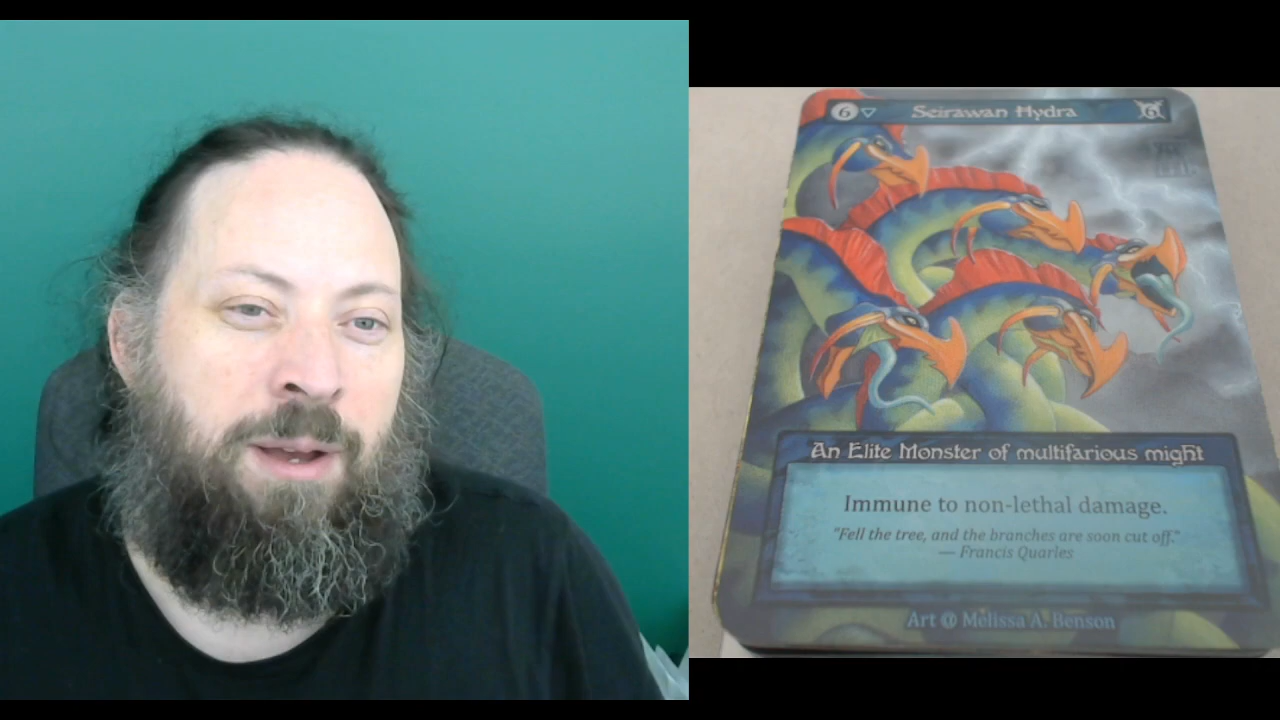 6 Seirawan Hydra 6
An Elite Monster of multifarious might
Immune to non-lethal damage.
"Fell the tree, and the branches are soon cut off."
— Francis Quarles
Art @ Melissa A. Benson